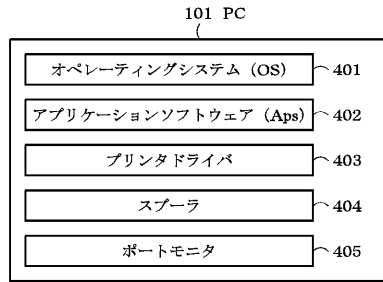 101 PC
オペレーティングシステム (OS) 401
アプリケーションソフトウェア (Aps) 402
プリンタドライバ 403
スプーラ 404
ポートモニタ 405